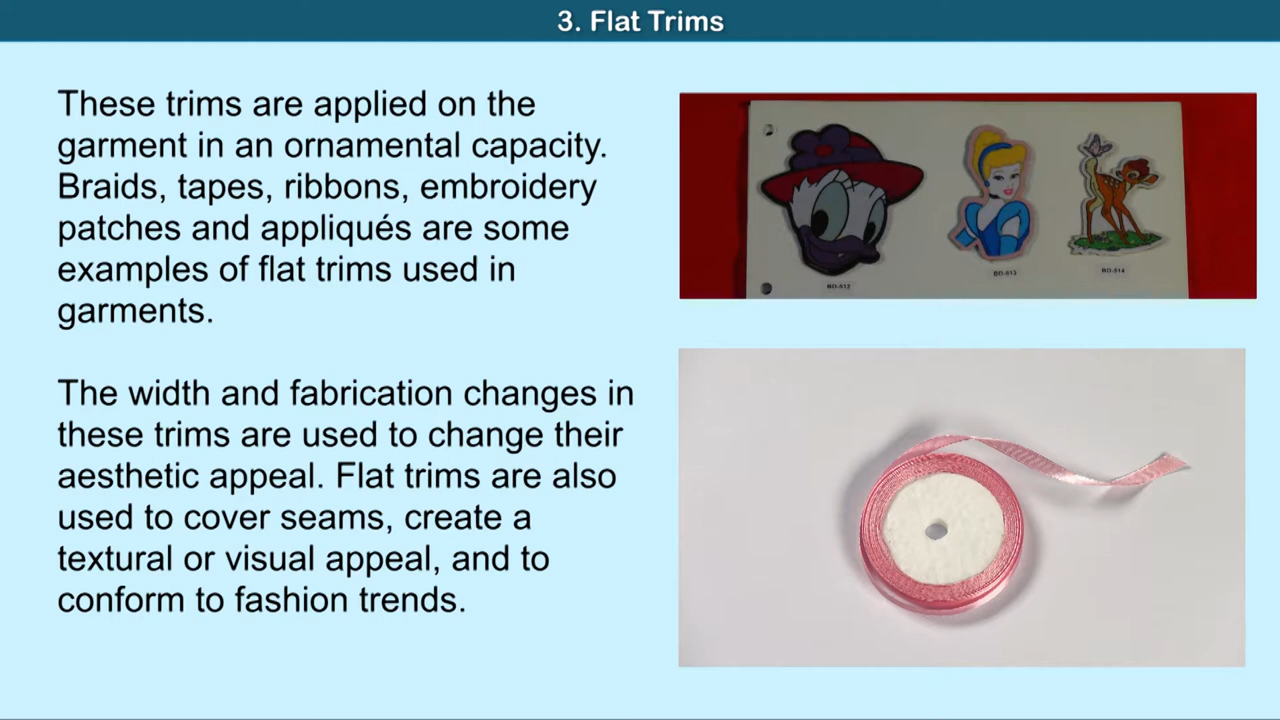 3. Flat Trims
These trims are applied on the
garment in an ornamental capacity.
Braids, tapes, ribbons, embroidery
patches and appliqués are some
examples of flat trims used in
garments.
The width and fabrication changes in
these trims are used to change their
aesthetic appeal. Flat trims are also
used to cover seams, create a
textural or visual appeal, and to
conform to fashion trends.
BD-512
BD-513
BD-514